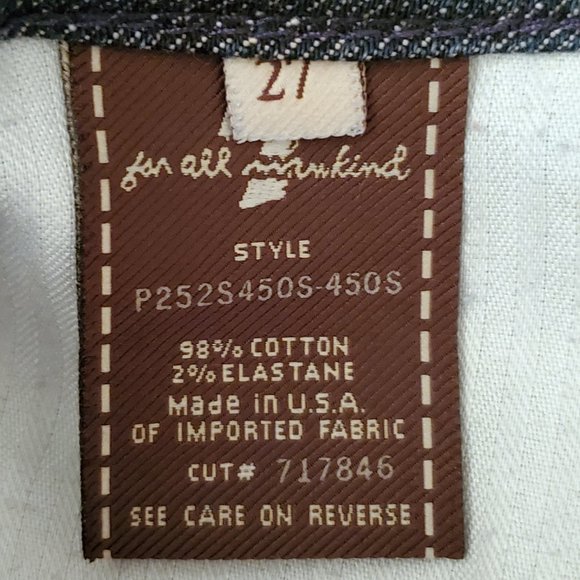 27
for all mankind
STYLE
P252S450S-450S
98% COTTON
2% ELASTANE
Made in U.S.A.
OF IMPORTED FABRIC
CUT# 717846
SEE CARE ON REVERSE